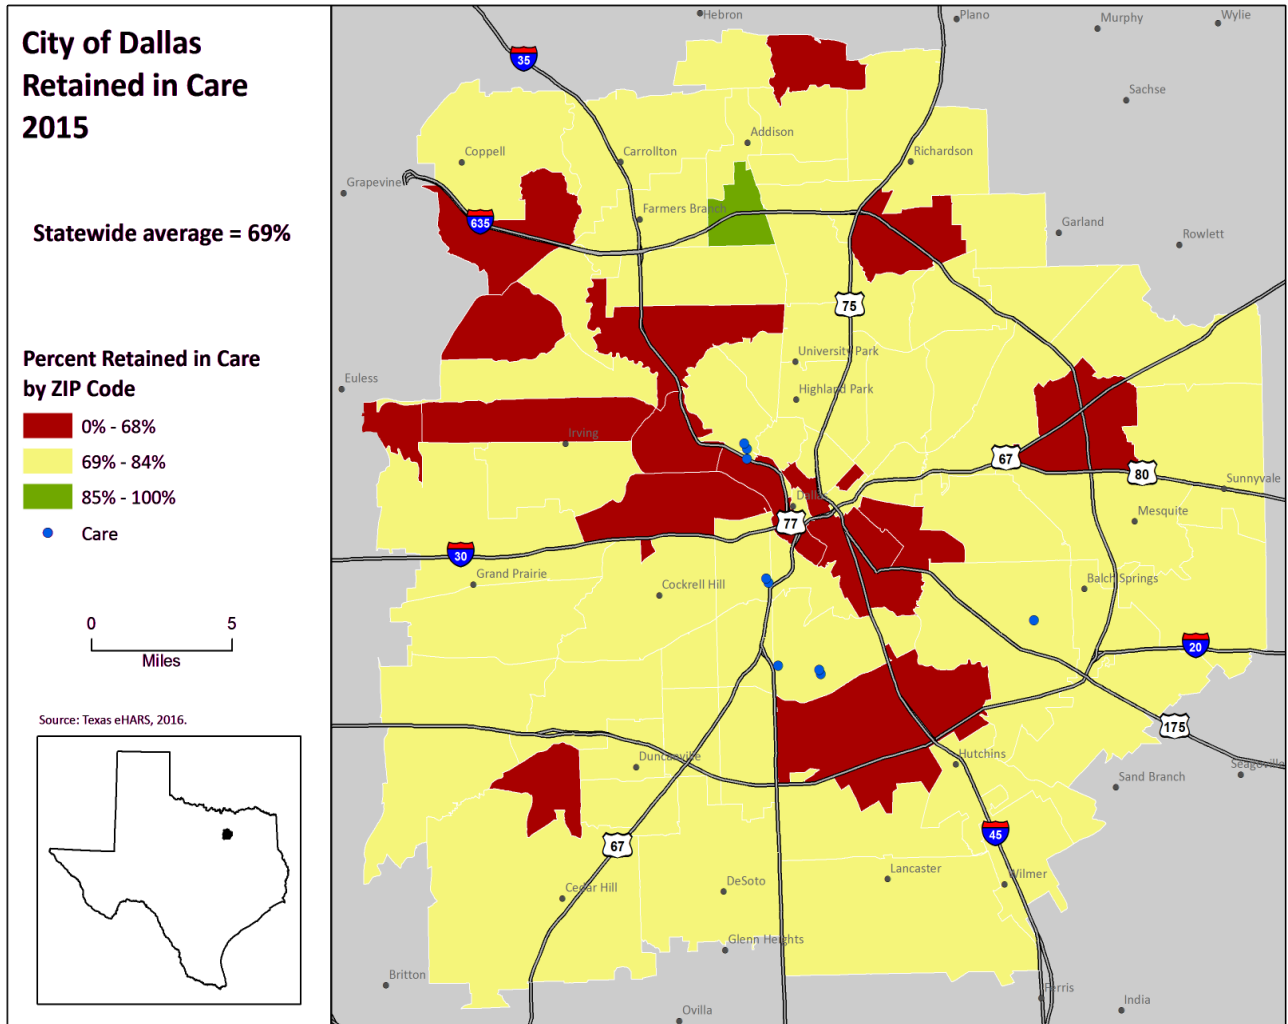 City of Dallas
Retained in Care
2015
Statewide average = 69%
Percent Retained in Care
by ZIP Code
0% - 68%
69% - 84%
85% - 100%
Care
0 5
Miles
Source: Texas eHARS, 2016.
Hebron
Plano
Murphy
Wylie
35
Sachse
Addison
Coppell
Carrollton
Richardson
Grapevine
Farmers Branch
635
Garland
Rowlett
75
University Park
Euless
Highland Park
Irving
67
80
Sunnyvale
Dallas
77
Mesquite
30
Grand Prairie
Cockrell Hill
Balch Springs
20
175
Duncanville
Hutchins
Sand Branch
Seagoville
67
45
Cedar Hill
DeSoto
Lancaster
Wilmer
Glenn Heights
Britton
Ferris
India
Ovilla